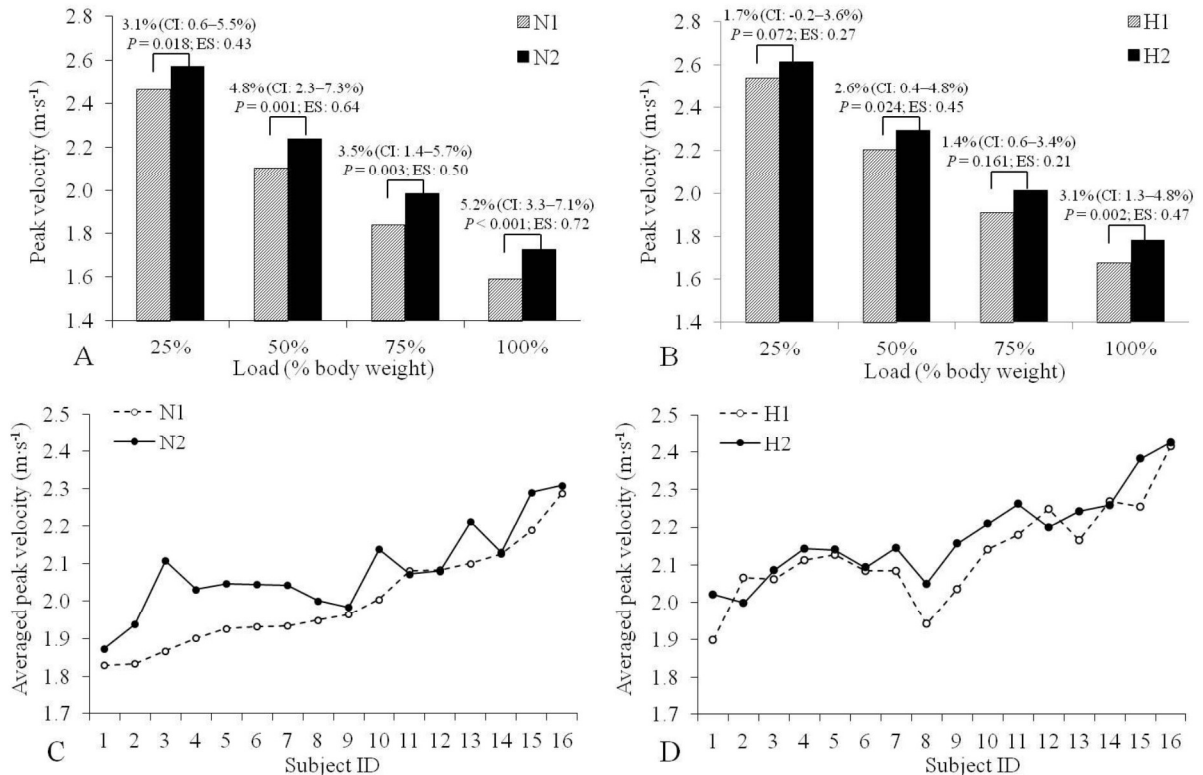 2.8
2.6
2.4
2.2
2.0
1.8
1.6
1.4
Peak velocity (m·s⁻¹)
3.1% (CI: 0.6–5.5%)
P = 0.018; ES: 0.43
4.8% (CI: 2.3–7.3%)
P = 0.001; ES: 0.64
3.5% (CI: 1.4–5.7%)
P = 0.003; ES: 0.50
5.2% (CI: 3.3–7.1%)
P < 0.001; ES: 0.72
N1
N2
25% 50% 75% 100%
A
Load (% body weight)
2.8
2.6
2.4
2.2
2.0
1.8
1.6
1.4
Peak velocity (m·s⁻¹)
1.7% (CI: -0.2–3.6%)
P = 0.072; ES: 0.27
2.6% (CI: 0.4–4.8%)
P = 0.024; ES: 0.45
1.4% (CI: 0.6–3.4%)
P = 0.161; ES: 0.21
3.1% (CI: 1.3–4.8%)
P = 0.002; ES: 0.47
H1
H2
25% 50% 75% 100%
B
Load (% body weight)
2.5
2.4
2.3
2.2
2.1
2.0
1.9
1.8
1.7
Averaged peak velocity (m·s⁻¹)
N1
N2
1 2 3 4 5 6 7 8 9 10 11 12 13 14 15 16
C
Subject ID
2.5
2.4
2.3
2.2
2.1
2.0
1.9
1.8
1.7
Averaged peak velocity (m·s⁻¹)
H1
H2
1 2 3 4 5 6 7 8 9 10 11 12 13 14 15 16
D
Subject ID